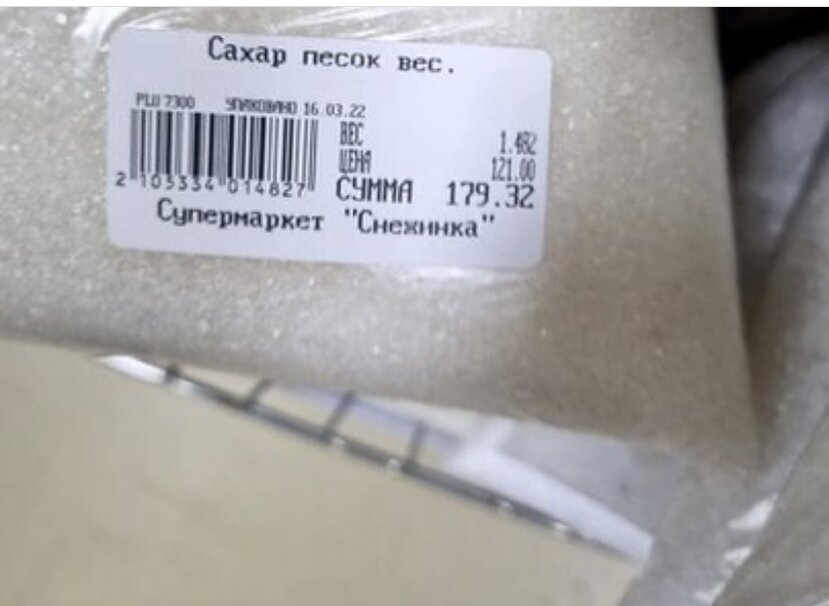 Сахар песок вес.
PLU 7300 УПАКОВАНО 16.03.22
ВЕС 1.482
ЦЕНА 121.00
2 105334 014827
СУММА 179.32
Супермаркет "Снежинка"